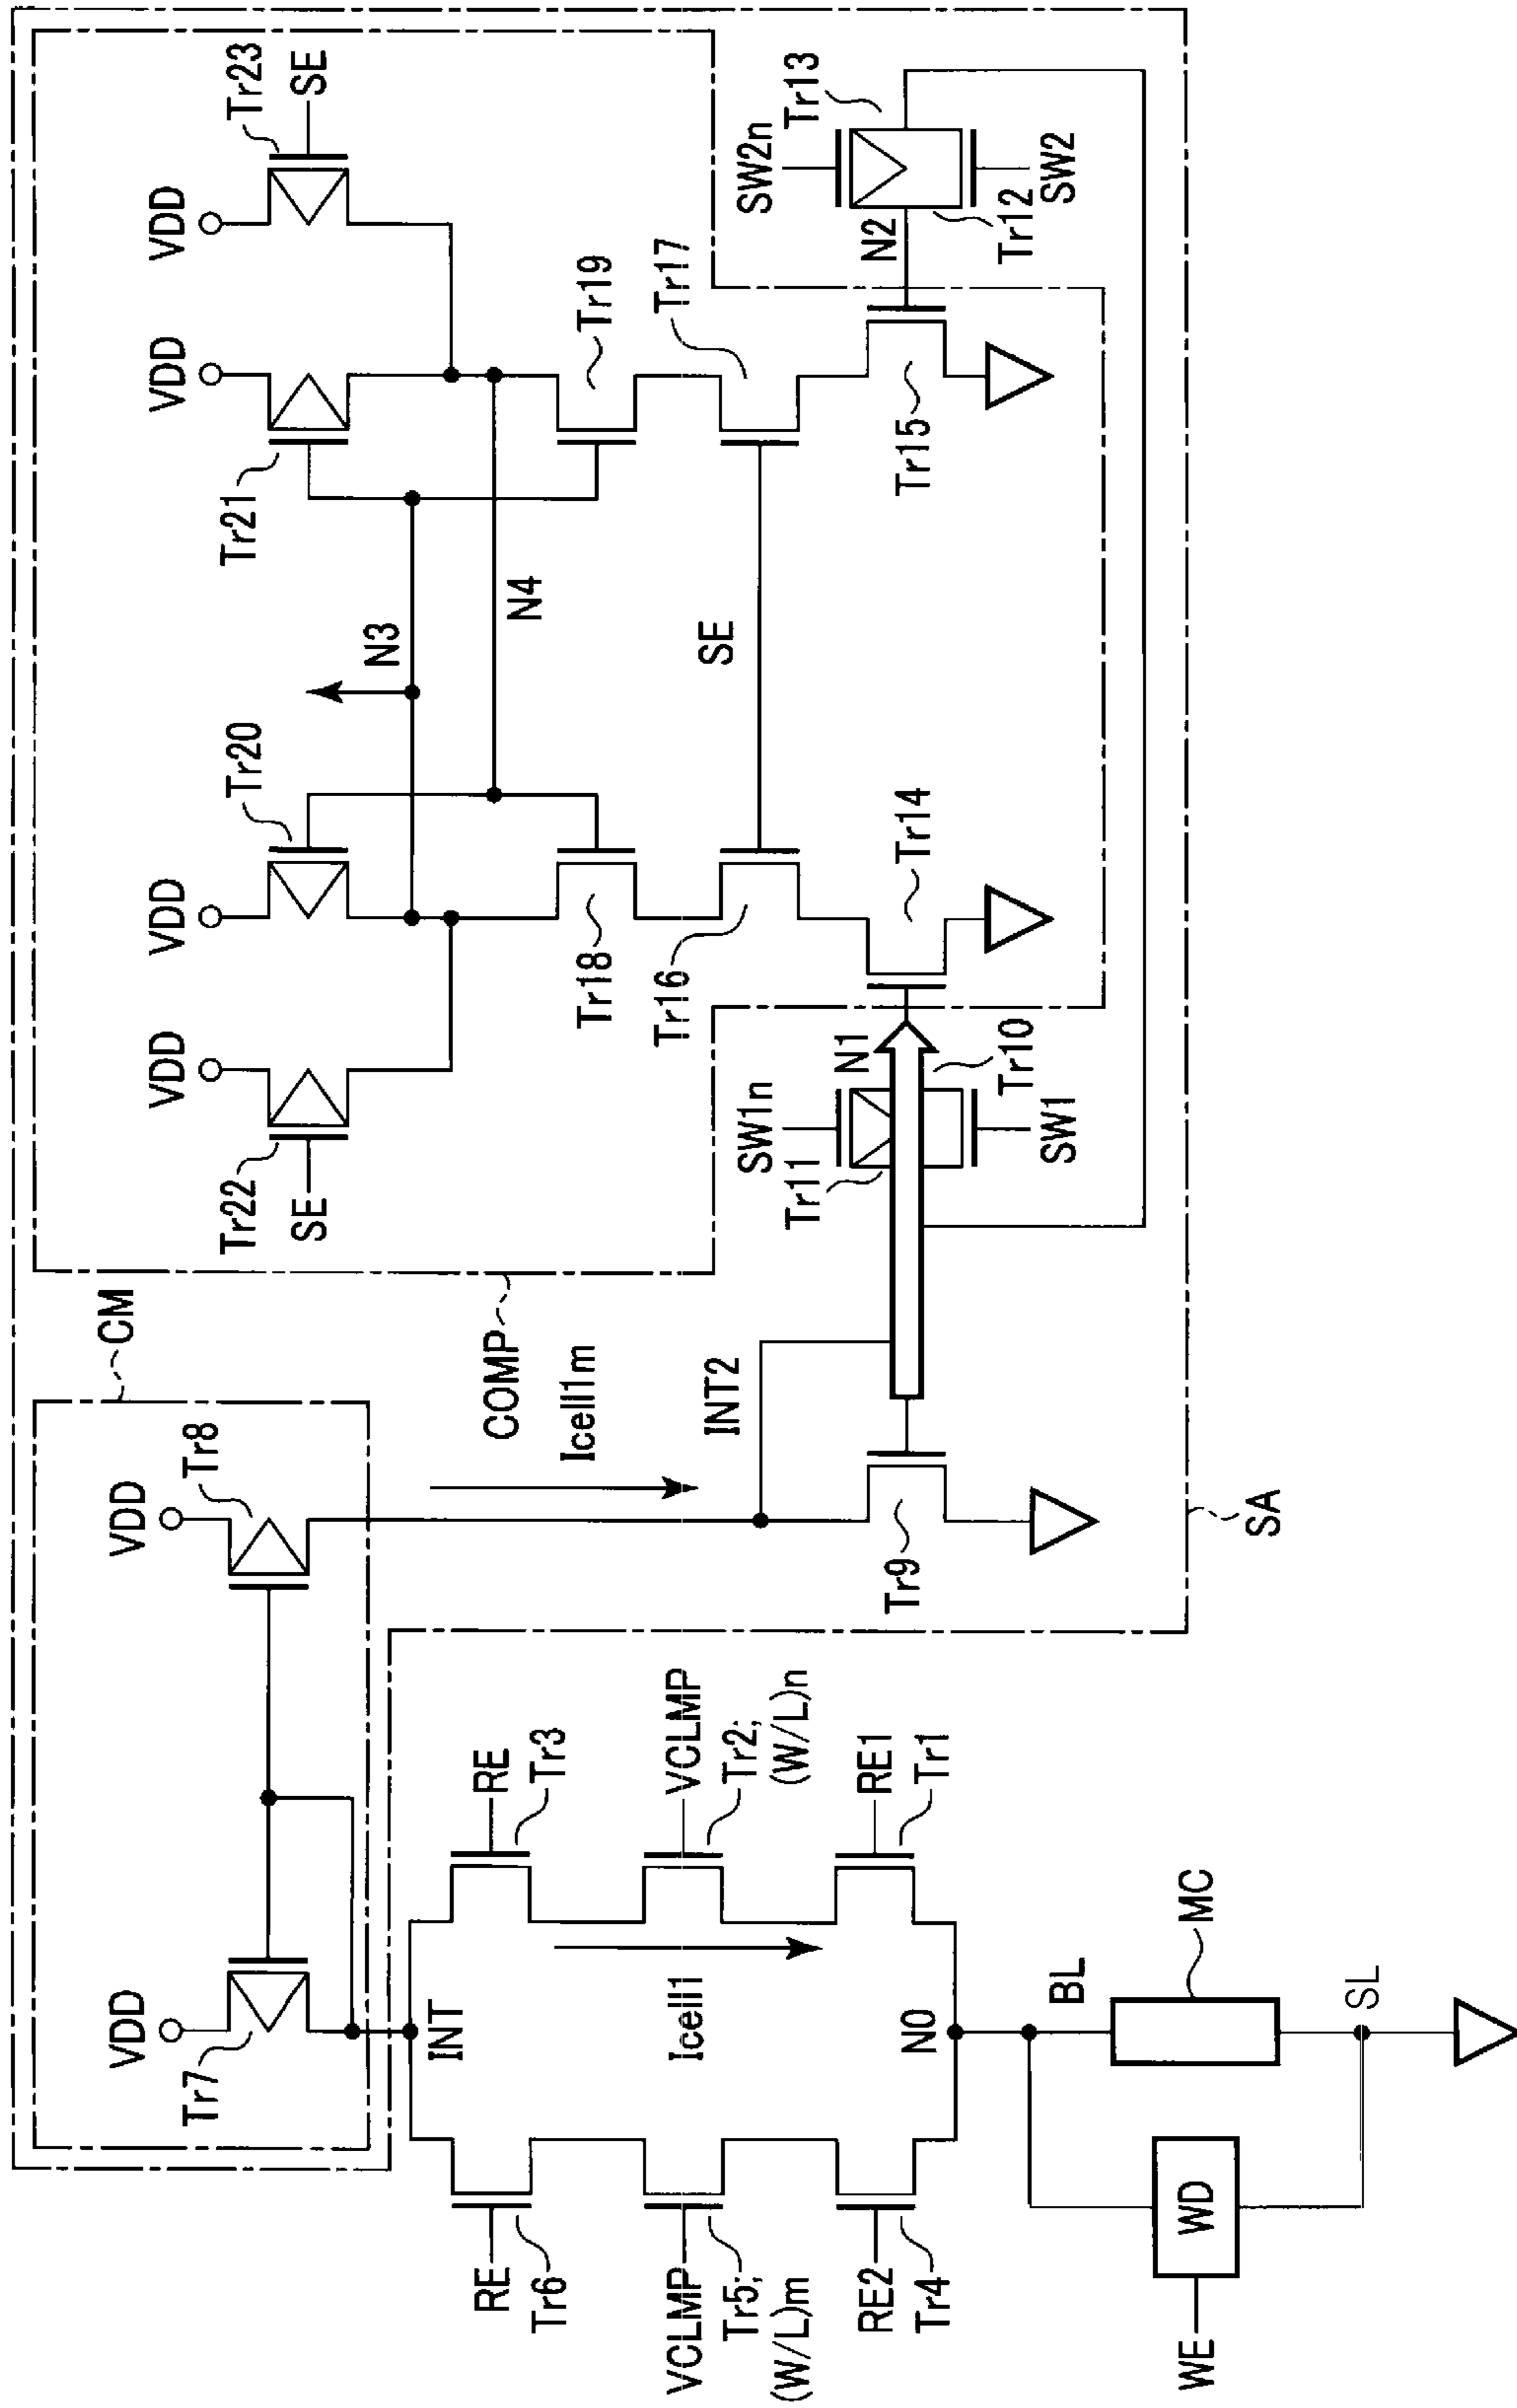 CM
VDD
VDD
Tr7
Tr8
VDD
VDD
VDD
VDD
Tr22
Tr20
Tr21
Tr23
SE
SE
N3
N4
COMP
Icell1m
Tr18
Tr19
Tr16
Tr17
SE
INT
RE
Tr6
RE
Tr3
VCLMP
Tr5;
(W/L)m
VCLMP
Tr2;
(W/L)n
Icell1
RE2
Tr4
RE1
Tr1
N0
INT2
Tr9
SW1n
Tr11
N1
Tr10
SW1
Tr14
Tr15
N2
SW2n
Tr13
Tr12
SW2
SA
BL
MC
WD
WE
SL